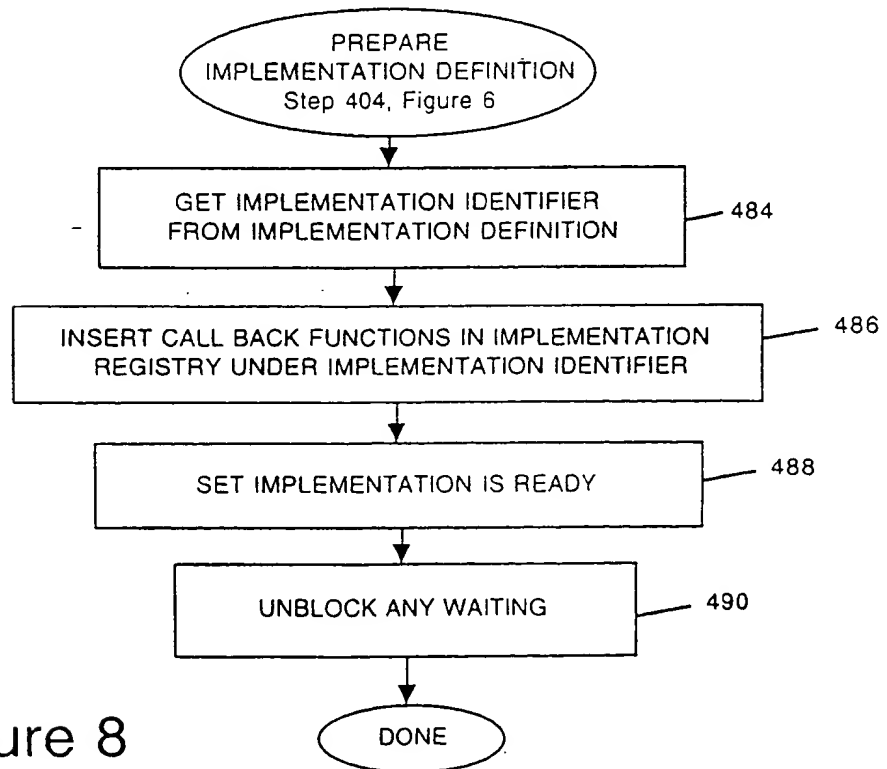 PREPARE
IMPLEMENTATION DEFINITION
Step 404, Figure 6
GET IMPLEMENTATION IDENTIFIER
FROM IMPLEMENTATION DEFINITION
484
INSERT CALL BACK FUNCTIONS IN IMPLEMENTATION
REGISTRY UNDER IMPLEMENTATION IDENTIFIER
486
SET IMPLEMENTATION IS READY
488
UNBLOCK ANY WAITING
490
DONE
ure 8